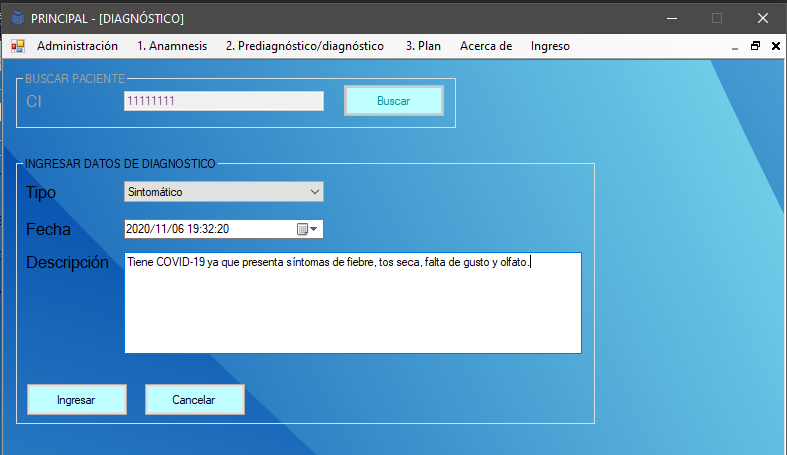 PRINCIPAL - [DIAGNÓSTICO]
Administración 1. Anamnesis 2. Prediagnóstico/diagnóstico 3. Plan Acerca de Ingreso
BUSCAR PACIENTE
CI 11111111 Buscar
INGRESAR DATOS DE DIAGNOSTICO
Tipo Sintomático
Fecha 2020/11/06 19:32:20
Descripción Tiene COVID-19 ya que presenta síntomas de fiebre, tos seca, falta de gusto y olfato.
Ingresar Cancelar